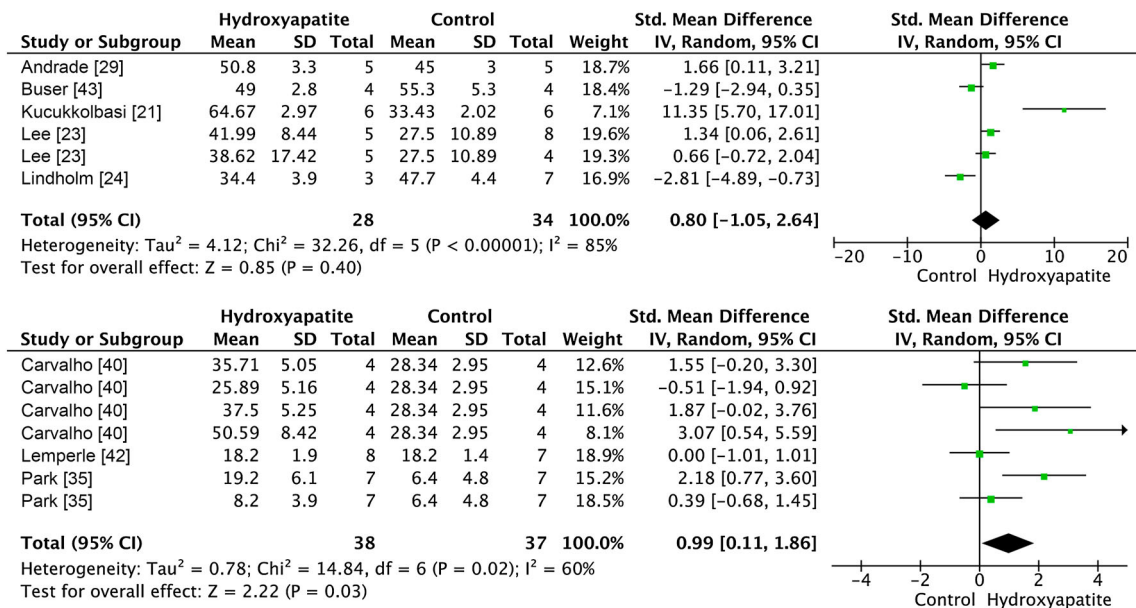 Hydroxyapatite Control Std. Mean Difference Std. Mean Difference
Study or Subgroup Mean SD Total Mean SD Total Weight IV, Random, 95% CI IV, Random, 95% CI
Andrade [29] 50.8 3.3 5 45 3 5 18.7% 1.66 [0.11, 3.21]
Buser [43] 49 2.8 4 55.3 5.3 4 18.4% −1.29 [−2.94, 0.35]
Kucukkolbasi [21] 64.67 2.97 6 33.43 2.02 6 7.1% 11.35 [5.70, 17.01]
Lee [23] 41.99 8.44 5 27.5 10.89 8 19.6% 1.34 [0.06, 2.61]
Lee [23] 38.62 17.42 5 27.5 10.89 4 19.3% 0.66 [−0.72, 2.04]
Lindholm [24] 34.4 3.9 3 47.7 4.4 7 16.9% −2.81 [−4.89, −0.73]
Total (95% CI) 28 34 100.0% 0.80 [−1.05, 2.64]
Heterogeneity: Tau² = 4.12; Chi² = 32.26, df = 5 (P < 0.00001); I² = 85%
Test for overall effect: Z = 0.85 (P = 0.40)
−20 −10 0 10 20
Control Hydroxyapatite
Hydroxyapatite Control Std. Mean Difference Std. Mean Difference
Study or Subgroup Mean SD Total Mean SD Total Weight IV, Random, 95% CI IV, Random, 95% CI
Carvalho [40] 35.71 5.05 4 28.34 2.95 4 12.6% 1.55 [−0.20, 3.30]
Carvalho [40] 25.89 5.16 4 28.34 2.95 4 15.1% −0.51 [−1.94, 0.92]
Carvalho [40] 37.5 5.25 4 28.34 2.95 4 11.6% 1.87 [−0.02, 3.76]
Carvalho [40] 50.59 8.42 4 28.34 2.95 4 8.1% 3.07 [0.54, 5.59]
Lemperle [42] 18.2 1.9 8 18.2 1.4 7 18.9% 0.00 [−1.01, 1.01]
Park [35] 19.2 6.1 7 6.4 4.8 7 15.2% 2.18 [0.77, 3.60]
Park [35] 8.2 3.9 7 6.4 4.8 7 18.5% 0.39 [−0.68, 1.45]
Total (95% CI) 38 37 100.0% 0.99 [0.11, 1.86]
Heterogeneity: Tau² = 0.78; Chi² = 14.84, df = 6 (P = 0.02); I² = 60%
Test for overall effect: Z = 2.22 (P = 0.03)
−4 −2 0 2 4
Control Hydroxyapatite